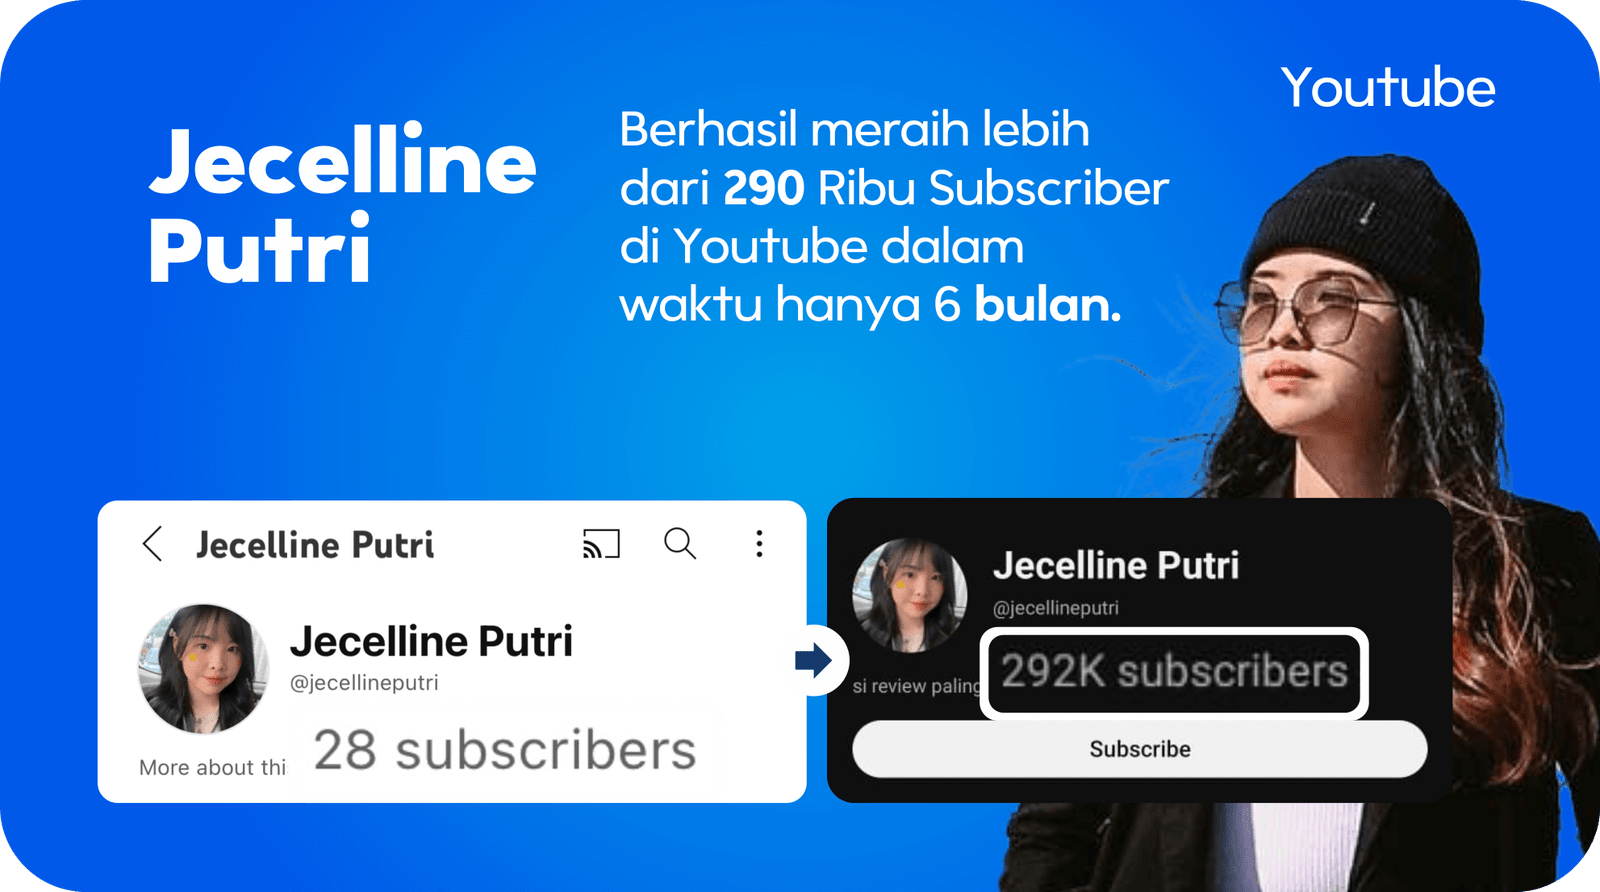 Youtube
Jecelline
Putri
Berhasil meraih lebih
dari 290 Ribu Subscriber
di Youtube dalam
waktu hanya 6 bulan.
Jecelline Putri
Jecelline Putri
@jecellineputri
28 subscribers
More about thi
Jecelline Putri
@jecellineputri
292K subscribers
si review paling
Subscribe